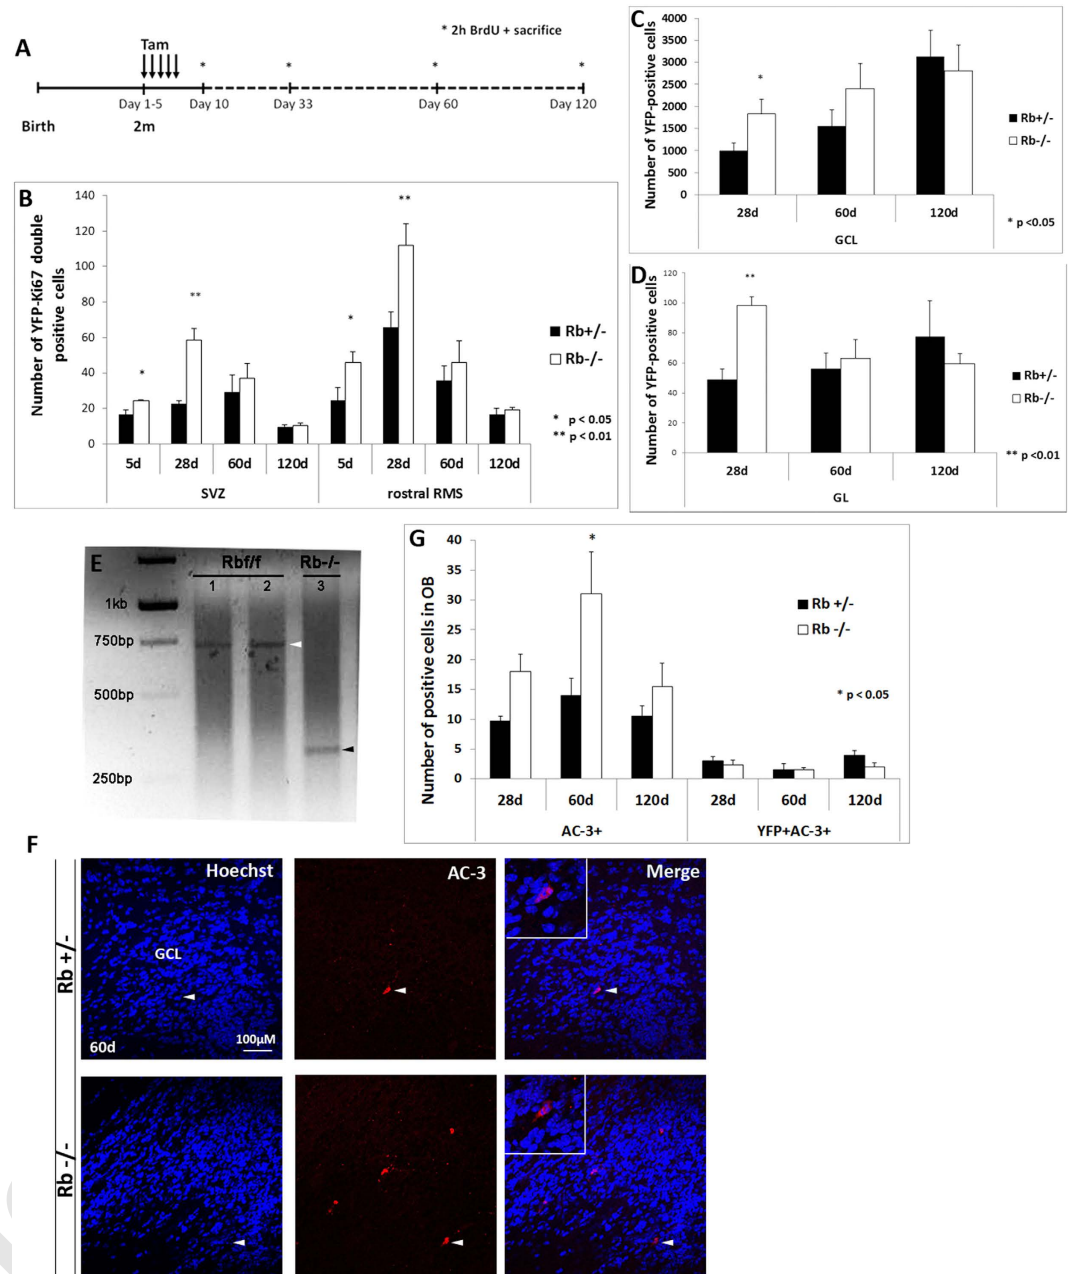 A
Tam
* 2h BrdU + sacrifice
* * * *
Day 1-5 Day 10 Day 33 Day 60 Day 120
Birth 2m
B
Number of YFP-Ki67 double
positive cells
140
120
100
80
60
40
20
0
* ** * **
5d 28d 60d 120d 5d 28d 60d 120d
SVZ rostral RMS
Rb+/-
Rb-/-
* p < 0.05
** p < 0.01
C
Number of YFP-positive cells
4000
3500
3000
2500
2000
1500
1000
500
0
*
28d 60d 120d
GCL
Rb+/-
Rb-/-
* p <0.05
D
Number of YFP-positive cells
120
100
80
60
40
20
0
**
28d 60d 120d
GL
Rb+/-
Rb-/-
** p <0.01
E
Rbf/f Rb-/-
1 2 3
1kb
750bp
500bp
250bp
G
Number of positive cells in OB
40
35
30
25
20
15
10
5
0
*
28d 60d 120d 28d 60d 120d
AC-3+ YFP+AC-3+
Rb +/-
Rb -/-
* p < 0.05
F
Hoechst AC-3 Merge
Rb +/-
GCL
60d
100µM
Rb -/-